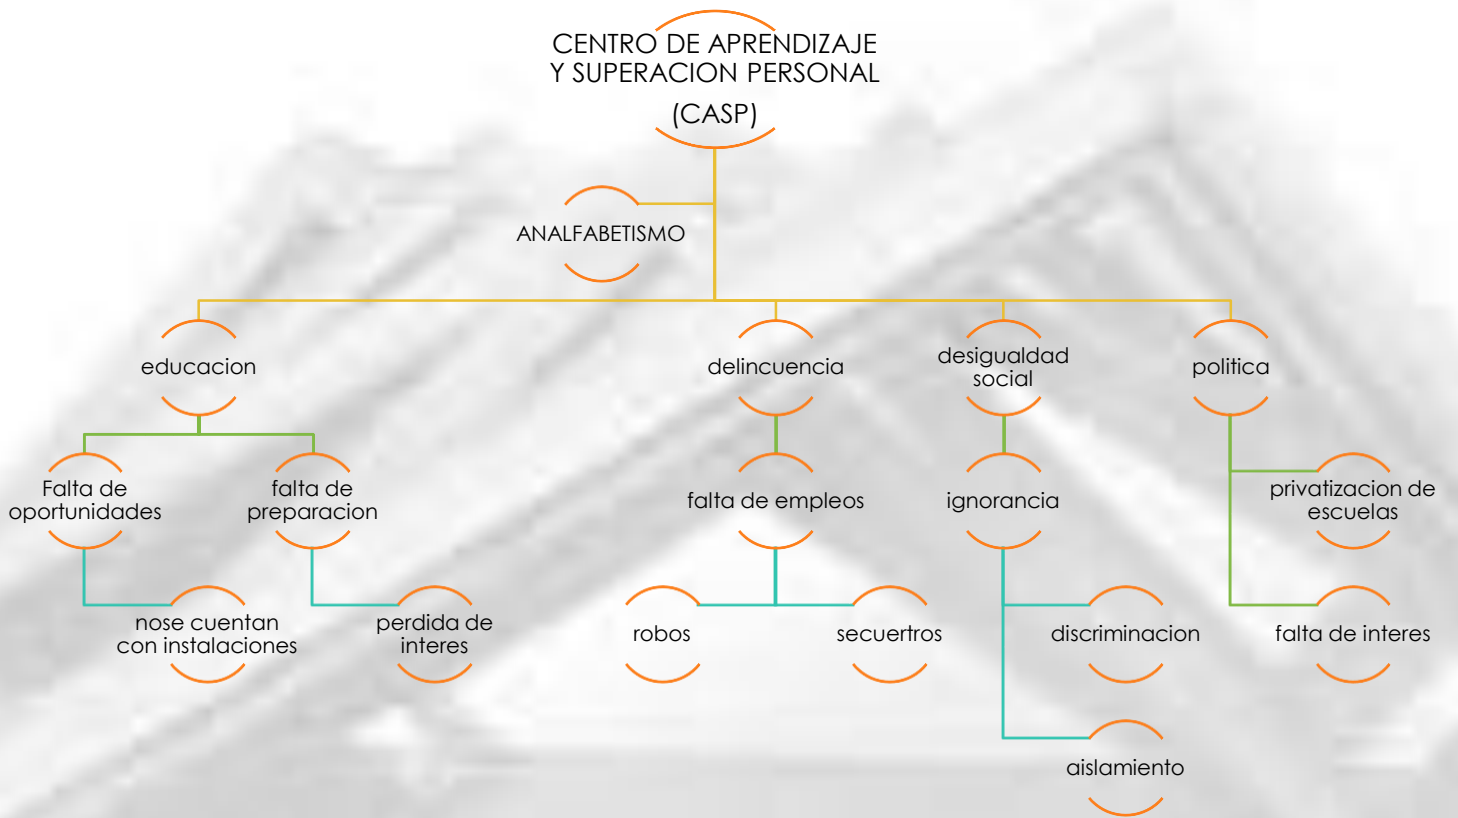 CENTRO DE APRENDIZAJE
Y SUPERACION PERSONAL
(CASP)
ANALFABETISMO
educacion
delincuencia
desigualdad
social
politica
Falta de
oportunidades
falta de
preparacion
falta de empleos
ignorancia
privatizacion de
escuelas
nose cuentan
con instalaciones
perdida de
interes
robos
secuertros
discriminacion
falta de interes
aislamiento